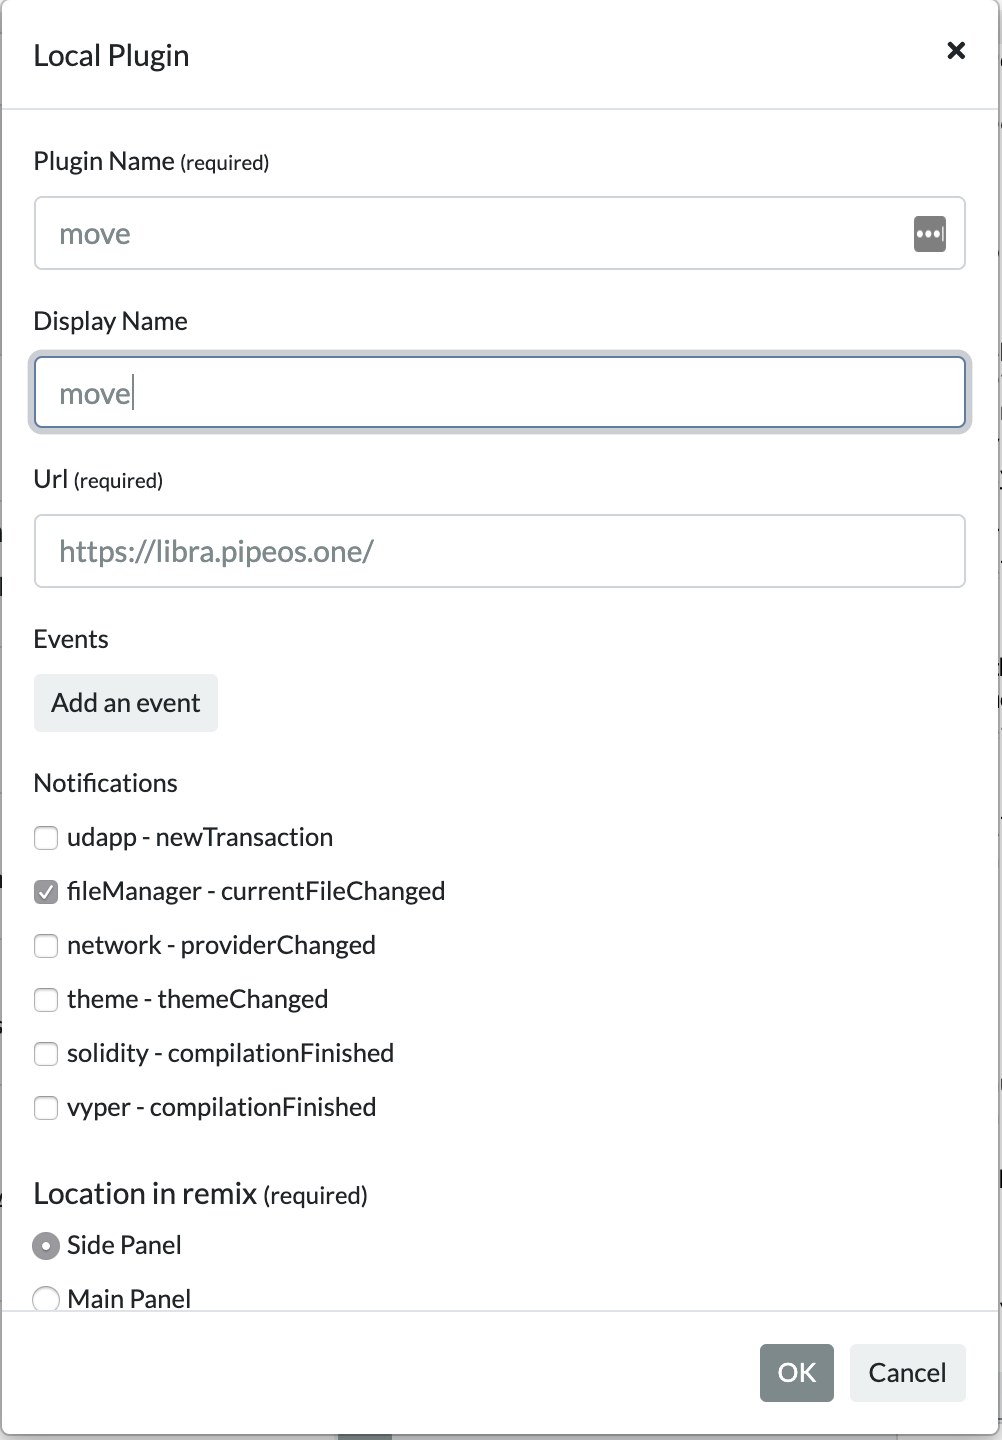 Local Plugin
Plugin Name (required)
move
Display Name
move
Url (required)
https://libra.pipeos.one/
Events
Add an event
Notifications
udapp - newTransaction
fileManager - currentFileChanged
network - providerChanged
theme - themeChanged
solidity - compilationFinished
vyper - compilationFinished
Location in remix (required)
Side Panel
Main Panel
OK Cancel